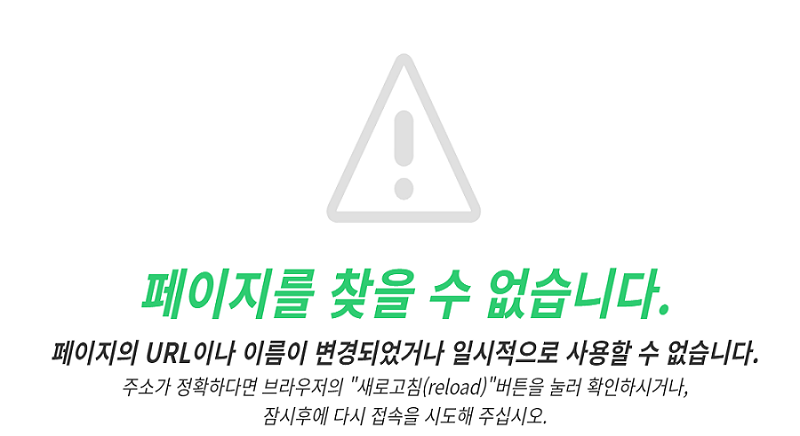 페이지를 찾을 수 없습니다.
페이지의 URL이나 이름이 변경되었거나 일시적으로 사용할 수 없습니다.
주소가 정확하다면 브라우저의 "새로고침(reload)"버튼을 눌러 확인하시거나,
잠시후에 다시 접속을 시도해 주십시오.